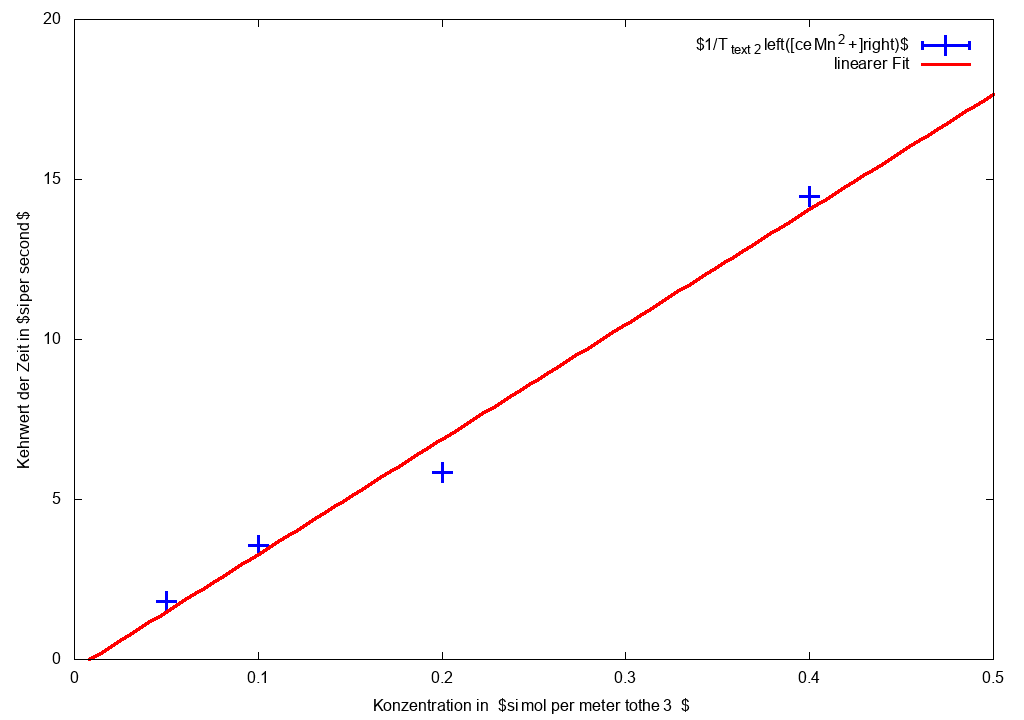 20
15
10
5
0
0
0.1
0.2
0.3
0.4
0.5
$1/T text 2 left([ce Mn 2 +]right)$
linearer Fit
Kehrwert der Zeit in $siper second$
Konzentration in $si mol per meter tothe 3 $